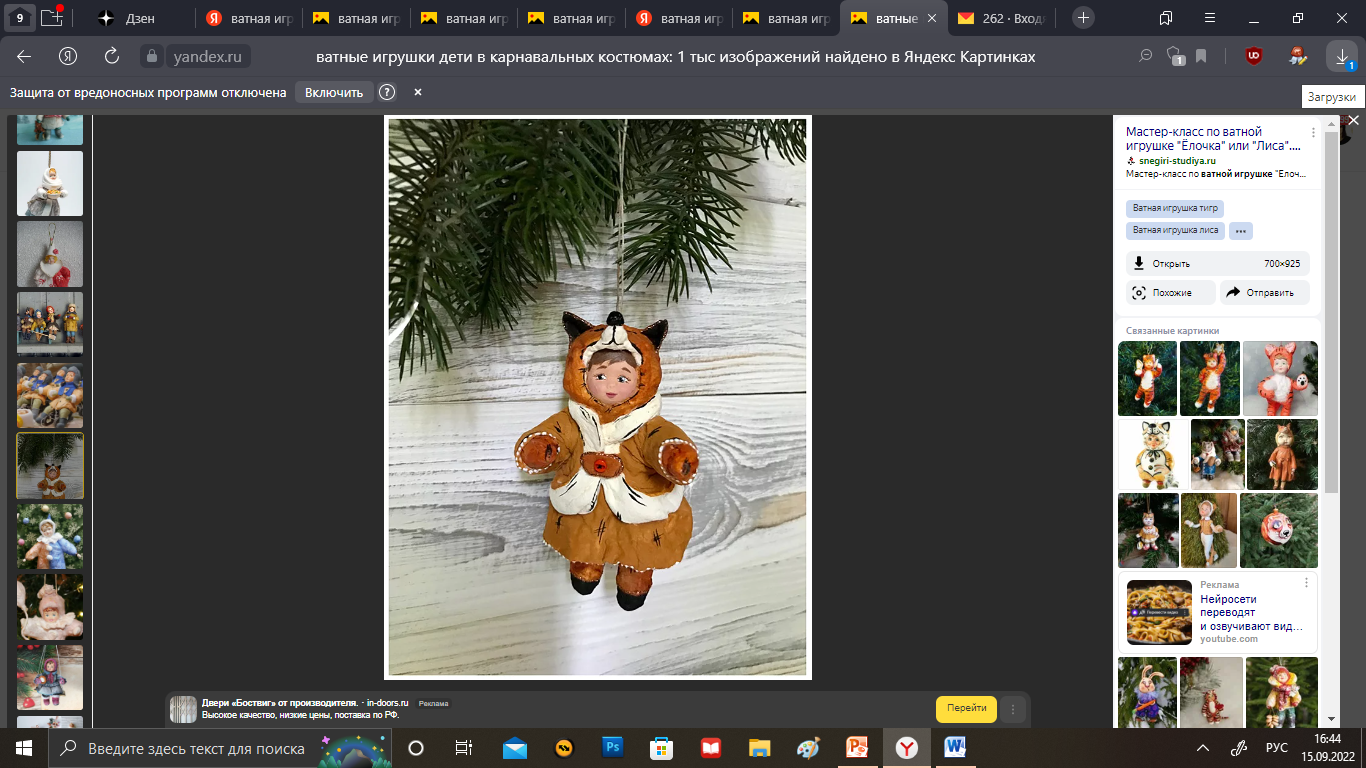 9
Дзен
ватная игр
ватная игр
ватная игр
ватная игр
ватная игр
ватная игр
ватные
262 · Вход
yandex.ru
ватные игрушки дети в карнавальных костюмах: 1 тыс изображений найдено в Яндекс Картинках
1
1
Защита от вредоносных программ отключена
Включить
?
Загрузки
Мастер-класс по ватной
игрушке "Ёлочка" или "Лиса"....
snegiri-studiya.ru
Мастер-класс по ватной игрушке "Елоч...
Ватная игрушка тигр
Ватная игрушка лиса
Открыть
700×925
Похожие
Отправить
Связанные картинки
Реклама
Нейросети
переводят
и озвучивают вид...
youtube.com
Двери «Боствиг» от производителя. · in-doors.ru
Реклама
Высокое качество, низкие цены, поставка по РФ.
Перейти
Введите здесь текст для поиска
Ps
РУС
16:44
15.09.2022